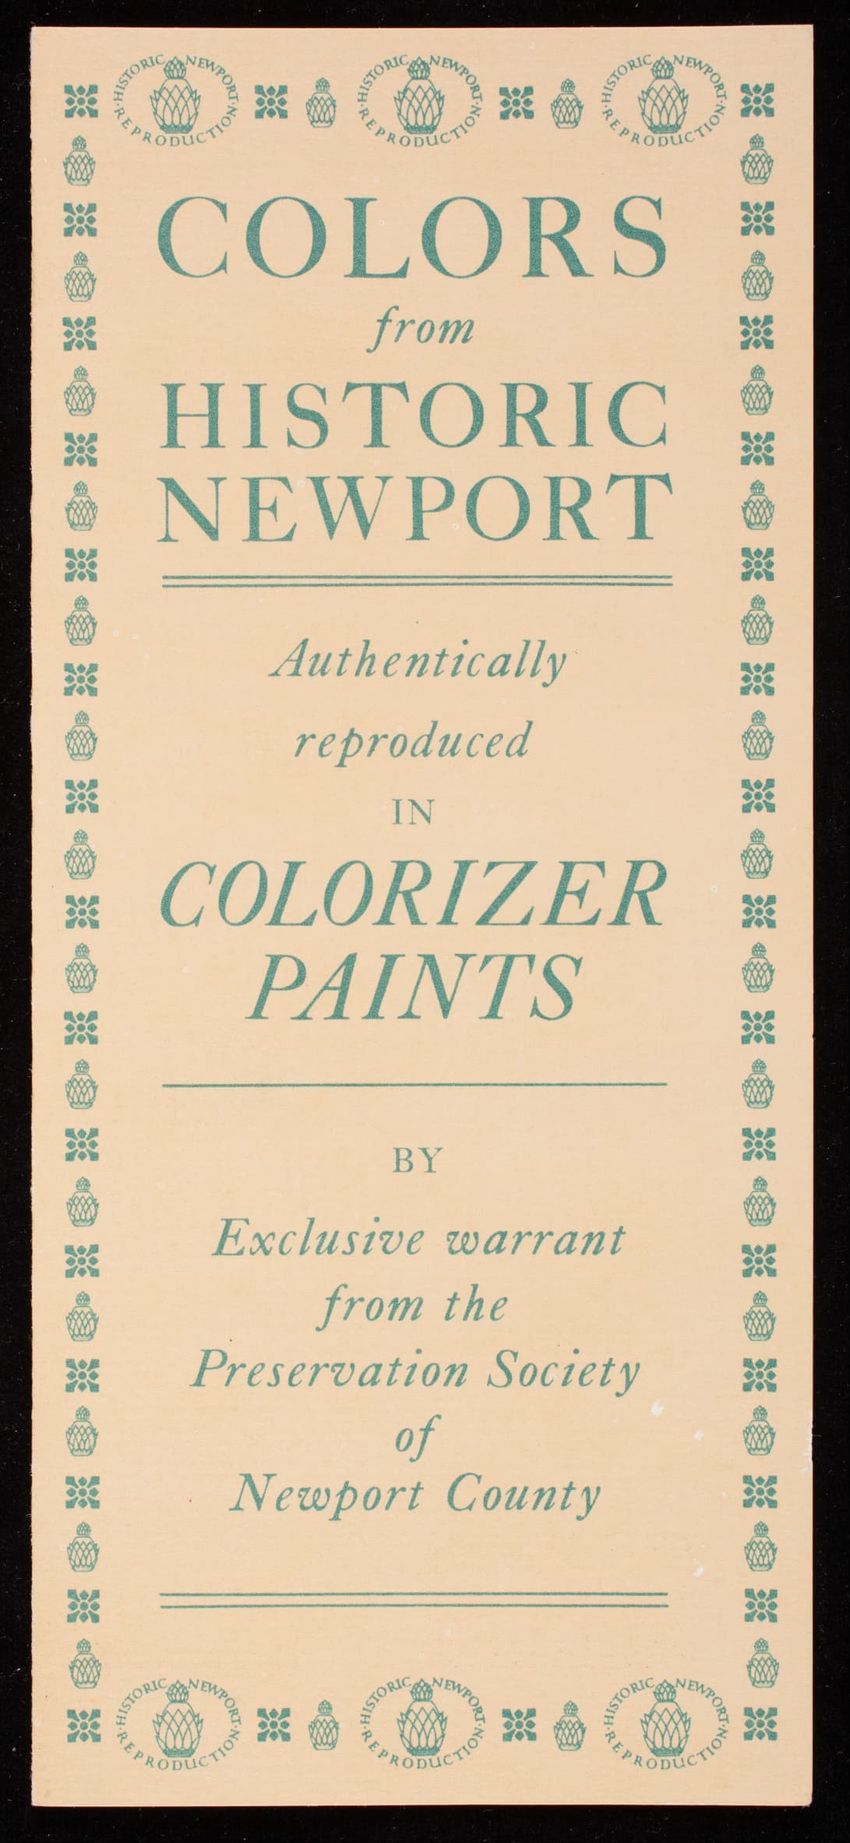 HISTORIC NEWPORT REPRODUCTION HISTORIC NEWPORT REPRODUCTION HISTORIC NEWPORT REPRODUCTION
COLORS
from
HISTORIC
NEWPORT
Authentically
reproduced
IN
COLORIZER
PAINTS
BY
Exclusive warrant
from the
Preservation Society
of
Newport County
HISTORIC NEWPORT REPRODUCTION HISTORIC NEWPORT REPRODUCTION HISTORIC NEWPORT REPRODUCTION